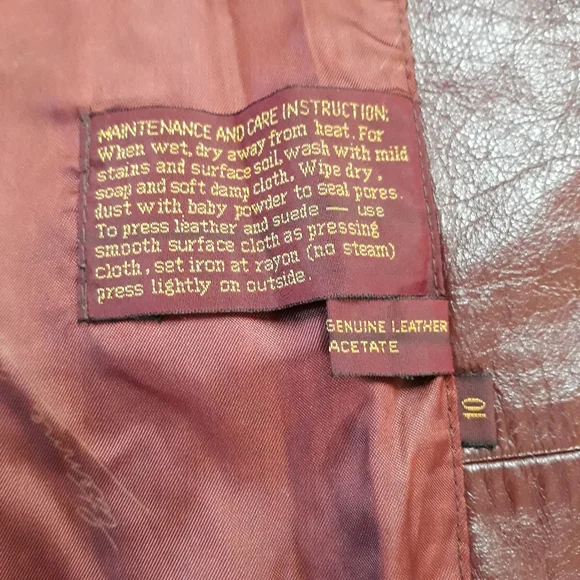 MAINTENANCE AND CARE INSTRUCTION:
When wet, dry away from heat. For
stains and surface soil, wash with mild
soap and soft damp cloth. Wipe dry,
dust with baby powder to seal pores.
To press leather and suede — use
smooth surface cloth as pressing
cloth, set iron at rayon (no steam)
press lightly on outside.
GENUINE LEATHER
ACETATE
10